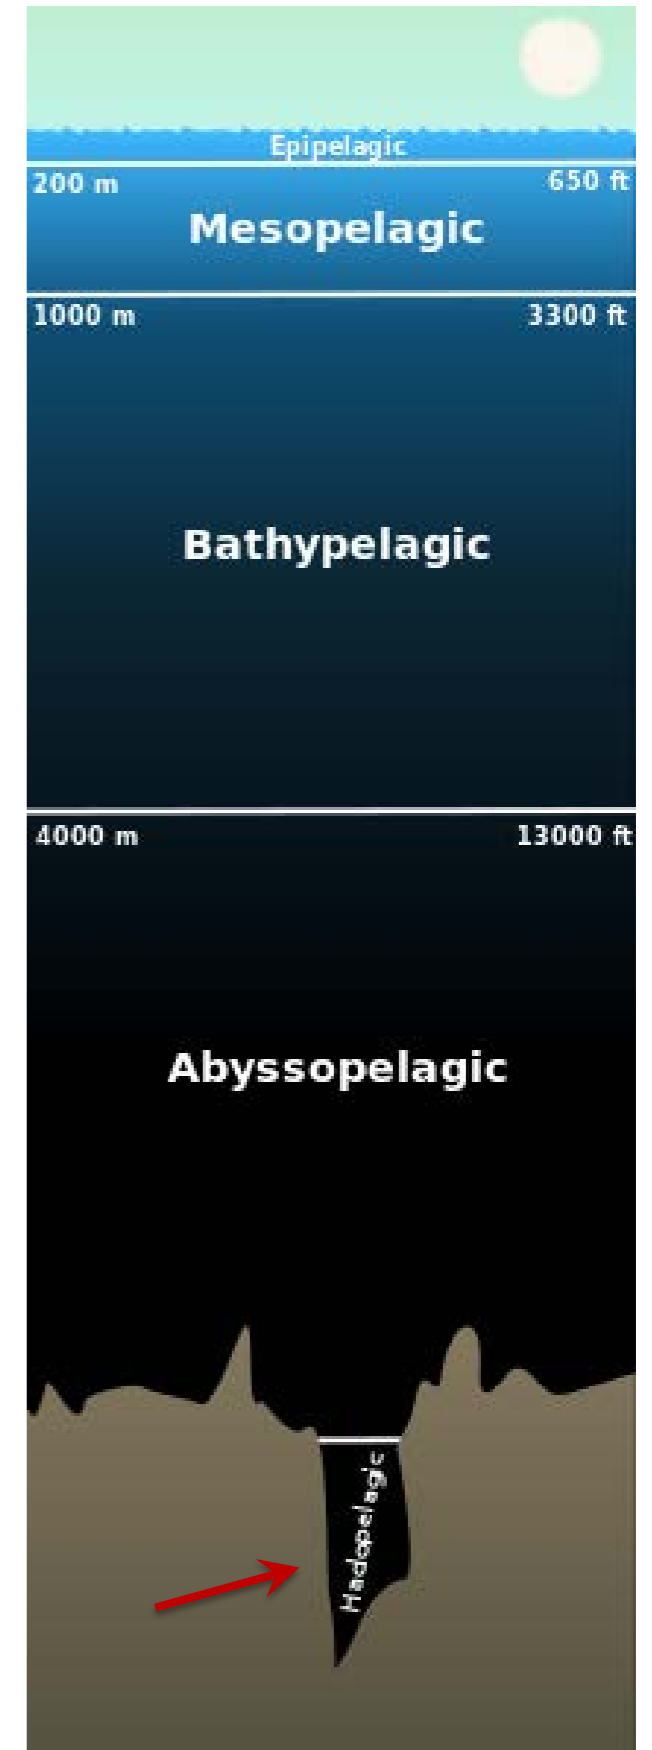 Epipelagic
200 m
650 ft
Mesopelagic
1000 m
3300 ft
Bathypelagic
4000 m
13000 ft
Abyssopelagic
Hadopelagic